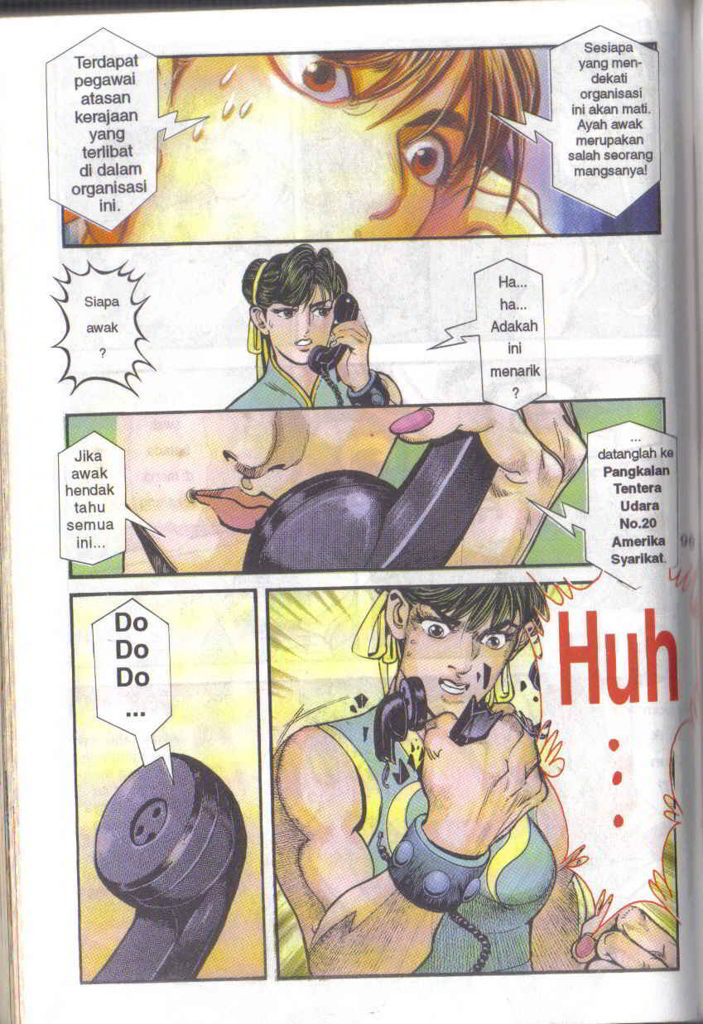 Terdapat
pegawai
atasan
kerajaan
yang
terlibat
di dalam
organisasi
ini.
Sesiapa
yang men-
dekati
organisasi
ini akan mati.
Ayah awak
merupakan
salah seorang
mangsanya!
Siapa
awak
?
Ha...
ha...
Adakah
ini
menarik
?
Jika
awak
hendak
tahu
semua
ini...
...
datanglah ke
Pangkalan
Tentera
Udara
No.20
Amerika
Syarikat.
96
Do
Do
Do
...
Huh
...